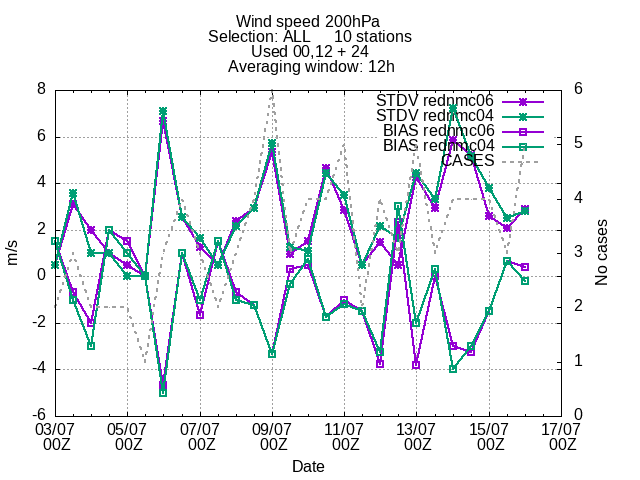 Wind speed 200hPa
Selection: ALL     10 stations
Used 00,12 + 24
Averaging window: 12h
STDV rednmc06
STDV rednmc04
BIAS rednmc06
BIAS rednmc04
CASES
8
6
4
2
0
-2
-4
-6
m/s
6
5
4
3
2
1
0
No cases
03/07 05/07 07/07 09/07 11/07 13/07 15/07 17/07
00Z 00Z 00Z 00Z 00Z 00Z 00Z 00Z
Date